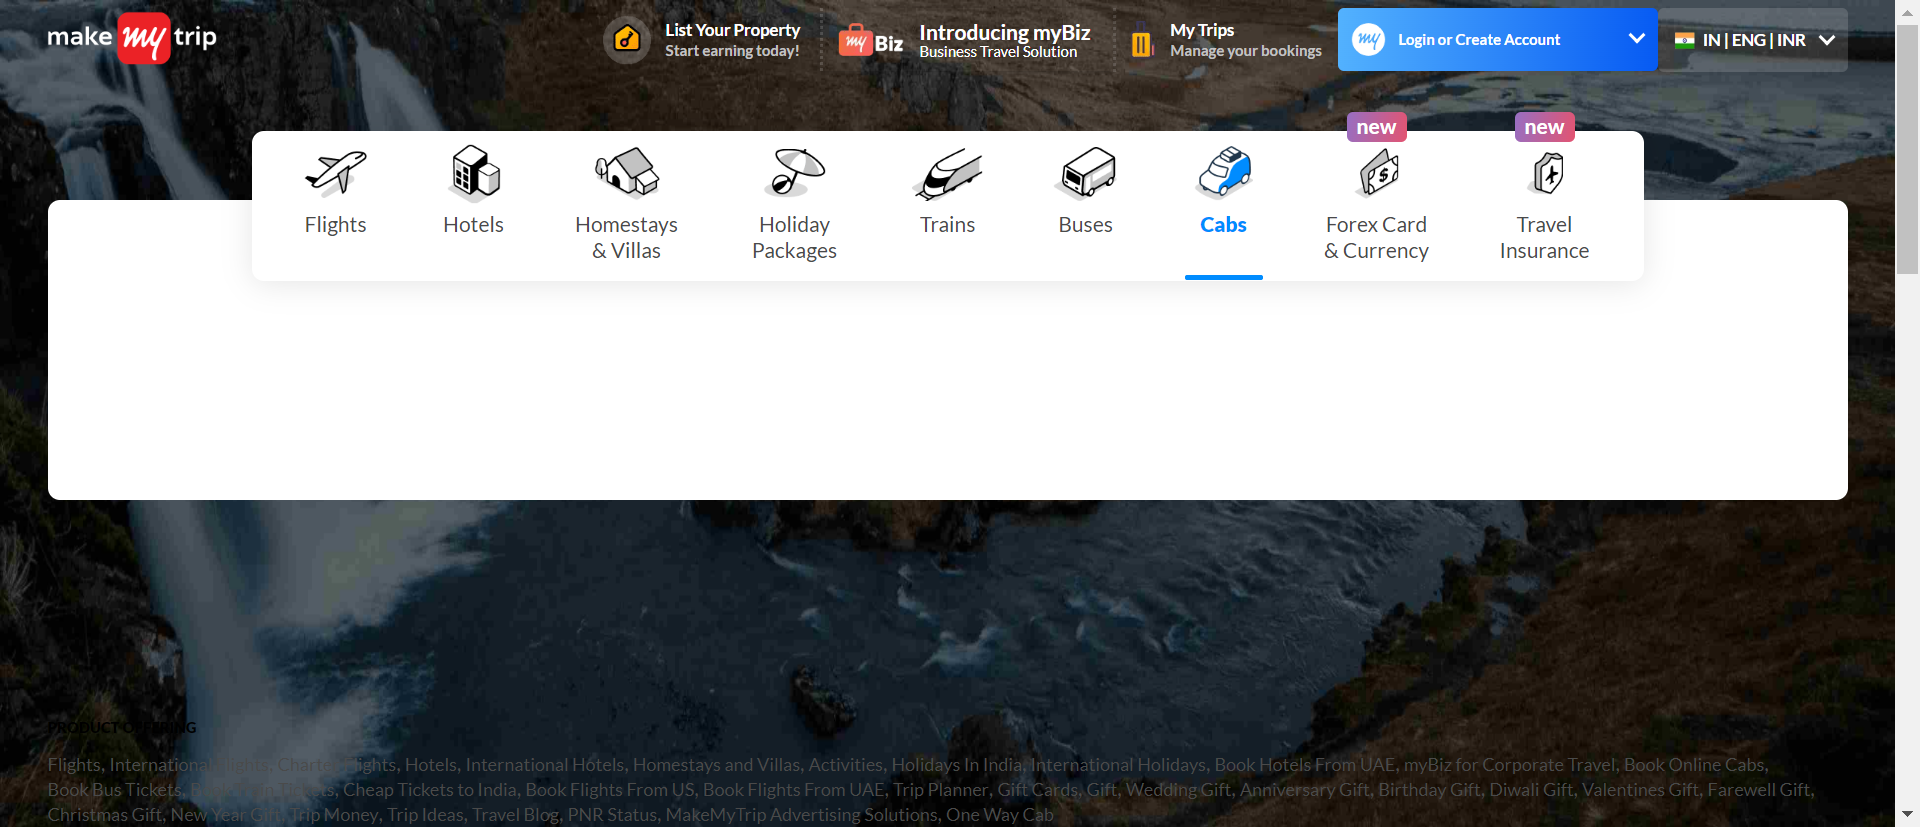 make my trip
List Your Property
Start earning today!
my Biz
Introducing myBiz
Business Travel Solution
My Trips
Manage your bookings
my
Login or Create Account
IN | ENG | INR
new
new
Flights
Hotels
Homestays
& Villas
Holiday
Packages
Trains
Buses
Cabs
Forex Card
& Currency
Travel
Insurance
PRODUCT OFFERING
Flights, International Flights, Charter Flights, Hotels, International Hotels, Homestays and Villas, Activities, Holidays In India, International Holidays, Book Hotels From UAE, myBiz for Corporate Travel, Book Online Cabs,
Book Bus Tickets, Book Train Tickets, Cheap Tickets to India, Book Flights From US, Book Flights From UAE, Trip Planner, Gift Cards, Gift, Wedding Gift, Anniversary Gift, Birthday Gift, Diwali Gift, Valentines Gift, Farewell Gift,
Christmas Gift, New Year Gift, Trip Money, Trip Ideas, Travel Blog, PNR Status, MakeMyTrip Advertising Solutions, One Way Cab